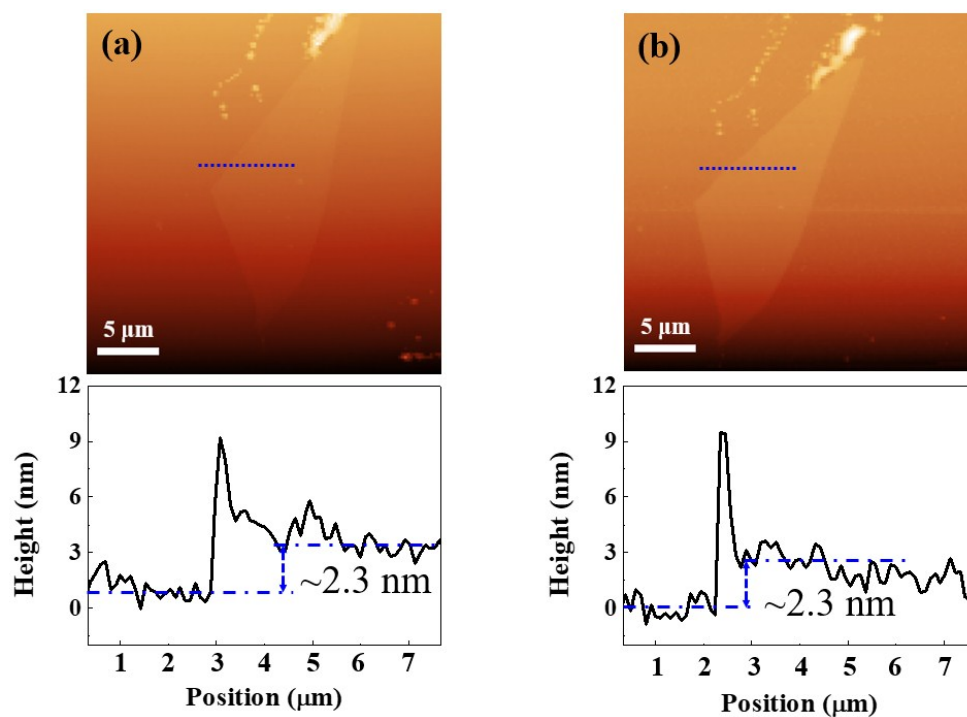 (a)
5 μm
12
9
6
3
0
Height (nm)
~2.3 nm
1 2 3 4 5 6 7
Position (μm)
(b)
5 μm
12
9
6
3
0
Height (nm)
~2.3 nm
1 2 3 4 5 6 7
Position (μm)